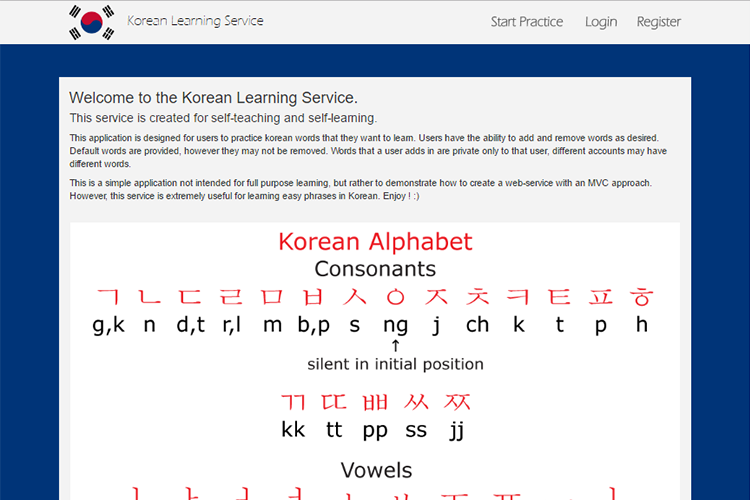 Korean Learning Service Start Practice Login Register
Welcome to the Korean Learning Service.
This service is created for self-teaching and self-learning.
This application is designed for users to practice korean words that they want to learn. Users have the ability to add and remove words as desired.
Default words are provided, however they may not be removed. Words that a user adds in are private only to that user, different accounts may have
different words.
This is a simple application not intended for full purpose learning, but rather to demonstrate how to create a web-service with an MVC approach.
However, this service is extremely useful for learning easy phrases in Korean. Enjoy ! :)
Korean Alphabet
Consonants
ㄱ ㄴ ㄷ ㄹ ㅁ ㅂ ㅅ ㅇ ㅈ ㅊ ㅋ ㅌ ㅍ ㅎ
g,k n d,t r,l m b,p s ng j ch k t p h
↑
silent in initial position
ㄲ ㄸ ㅃ ㅆ ㅉ
kk tt pp ss jj
Vowels